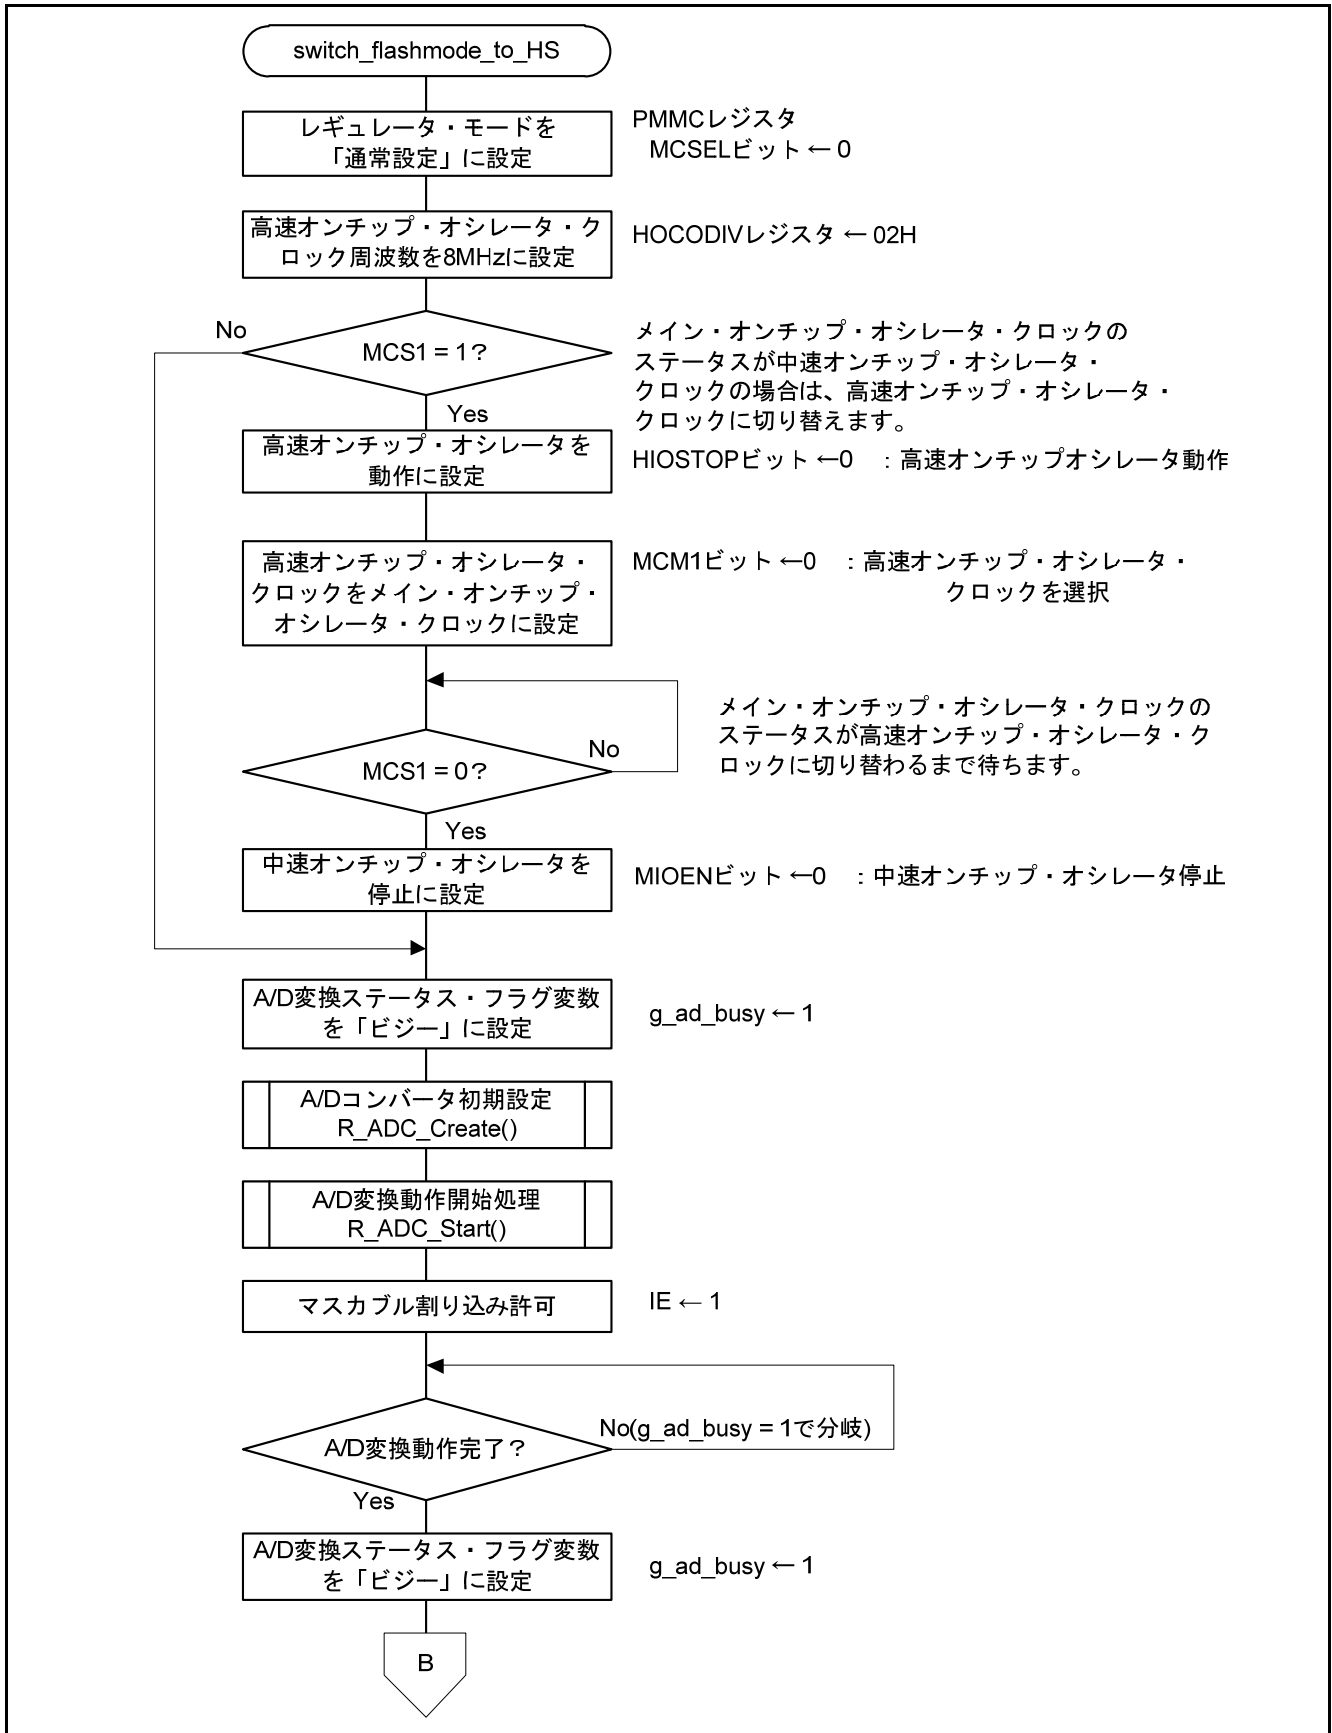 switch_flashmode_to_HS
レギュレータ・モードを
「通常設定」に設定
PMMCレジスタ
MCSELビット ← 0
高速オンチップ・オシレータ・ク
ロック周波数を8MHzに設定
HOCODIVレジスタ ← 02H
No
MCS1 = 1?
メイン・オンチップ・オシレータ・クロックの
ステータスが中速オンチップ・オシレータ・
クロックの場合は、高速オンチップ・オシレータ・
クロックに切り替えます。
Yes
高速オンチップ・オシレータを
動作に設定
HIOSTOPビット ←0 :高速オンチップオシレータ動作
高速オンチップ・オシレータ・
クロックをメイン・オンチップ・
オシレータ・クロックに設定
MCM1ビット ←0 :高速オンチップ・オシレータ・
クロックを選択
メイン・オンチップ・オシレータ・クロックの
ステータスが高速オンチップ・オシレータ・ク
ロックに切り替わるまで待ちます。
MCS1 = 0?
No
Yes
中速オンチップ・オシレータを
停止に設定
MIOENビット ←0 :中速オンチップ・オシレータ停止
A/D変換ステータス・フラグ変数
を「ビジー」に設定
g_ad_busy ← 1
A/Dコンバータ初期設定
R_ADC_Create()
A/D変換動作開始処理
R_ADC_Start()
マスカブル割り込み許可
IE ← 1
A/D変換動作完了?
No(g_ad_busy = 1で分岐)
Yes
A/D変換ステータス・フラグ変数
を「ビジー」に設定
g_ad_busy ← 1
B